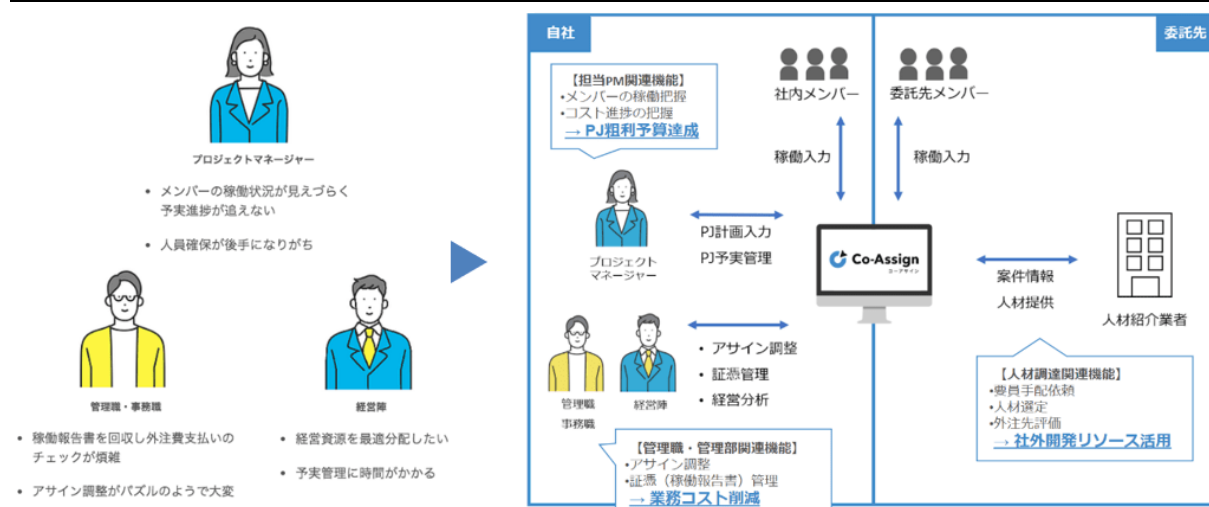 プロジェクトマネージャー
• メンバーの稼働状況が見えづらく
予実進捗が追えない
• 人員確保が後手になりがち
管理職・事務職
• 稼働報告書を回収し外注費支払いの
チェックが煩雑
• アサイン調整がパズルのようで大変
経営陣
• 経営資源を最適分配したい
• 予実管理に時間がかかる
自社
【担当PM関連機能】
•メンバーの稼働把握
•コスト進捗の把握
→ PJ粗利予算達成
社内メンバー
稼働入力
プロジェクト
マネージャー
PJ計画入力
PJ予実管理
管理職
事務職
経営陣
• アサイン調整
• 証憑管理
• 経営分析
【管理職・管理部関連機能】
•アサイン調整
•証憑（稼働報告書）管理
→ 業務コスト削減
Co-Assign
コーアサイン
委託先
委託先メンバー
稼働入力
案件情報
人材提供
人材紹介業者
【人材調達関連機能】
•要員手配依頼
•人材選定
•外注先評価
→ 社外開発リソース活用